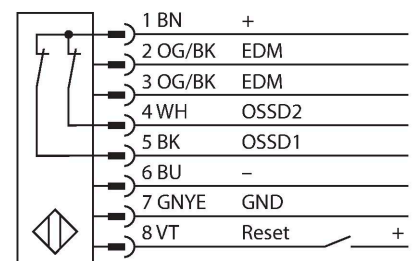 1 BN +
2 OG/BK EDM
3 OG/BK EDM
4 WH OSSD2
5 BK OSSD1
6 BU –
7 GNYE GND
8 VT Reset +